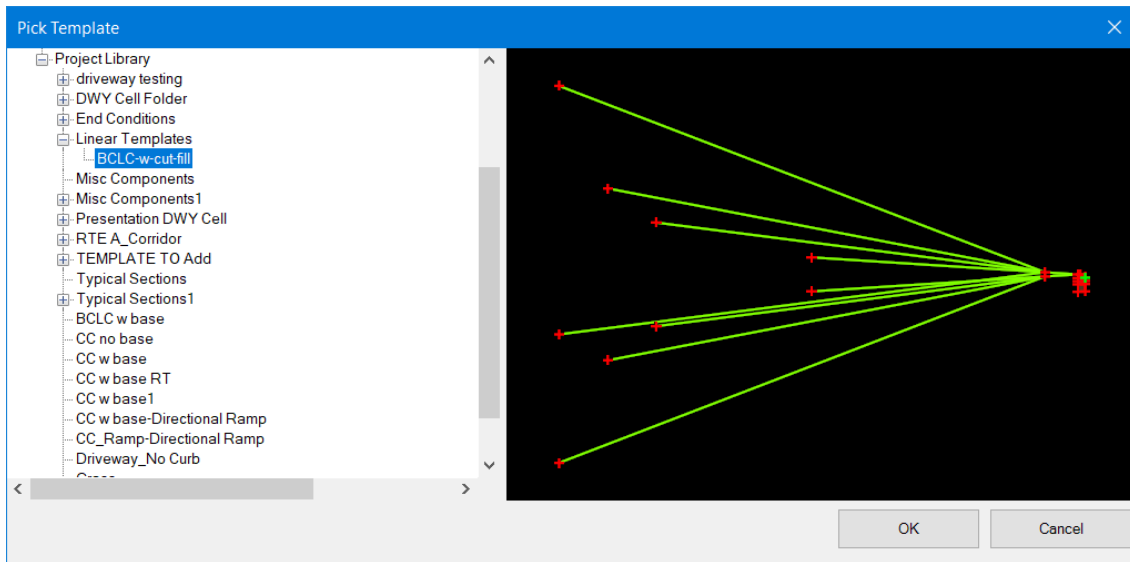 Pick Template
Project Library
driveway testing
DWY Cell Folder
End Conditions
Linear Templates
BCLC-w-cut-fill
Misc Components
Misc Components1
Presentation DWY Cell
RTE A_Corridor
TEMPLATE TO Add
Typical Sections
Typical Sections1
BCLC w base
CC no base
CC w base
CC w base RT
CC w base1
CC w base-Directional Ramp
CC_Ramp-Directional Ramp
Driveway_No Curb
OK Cancel